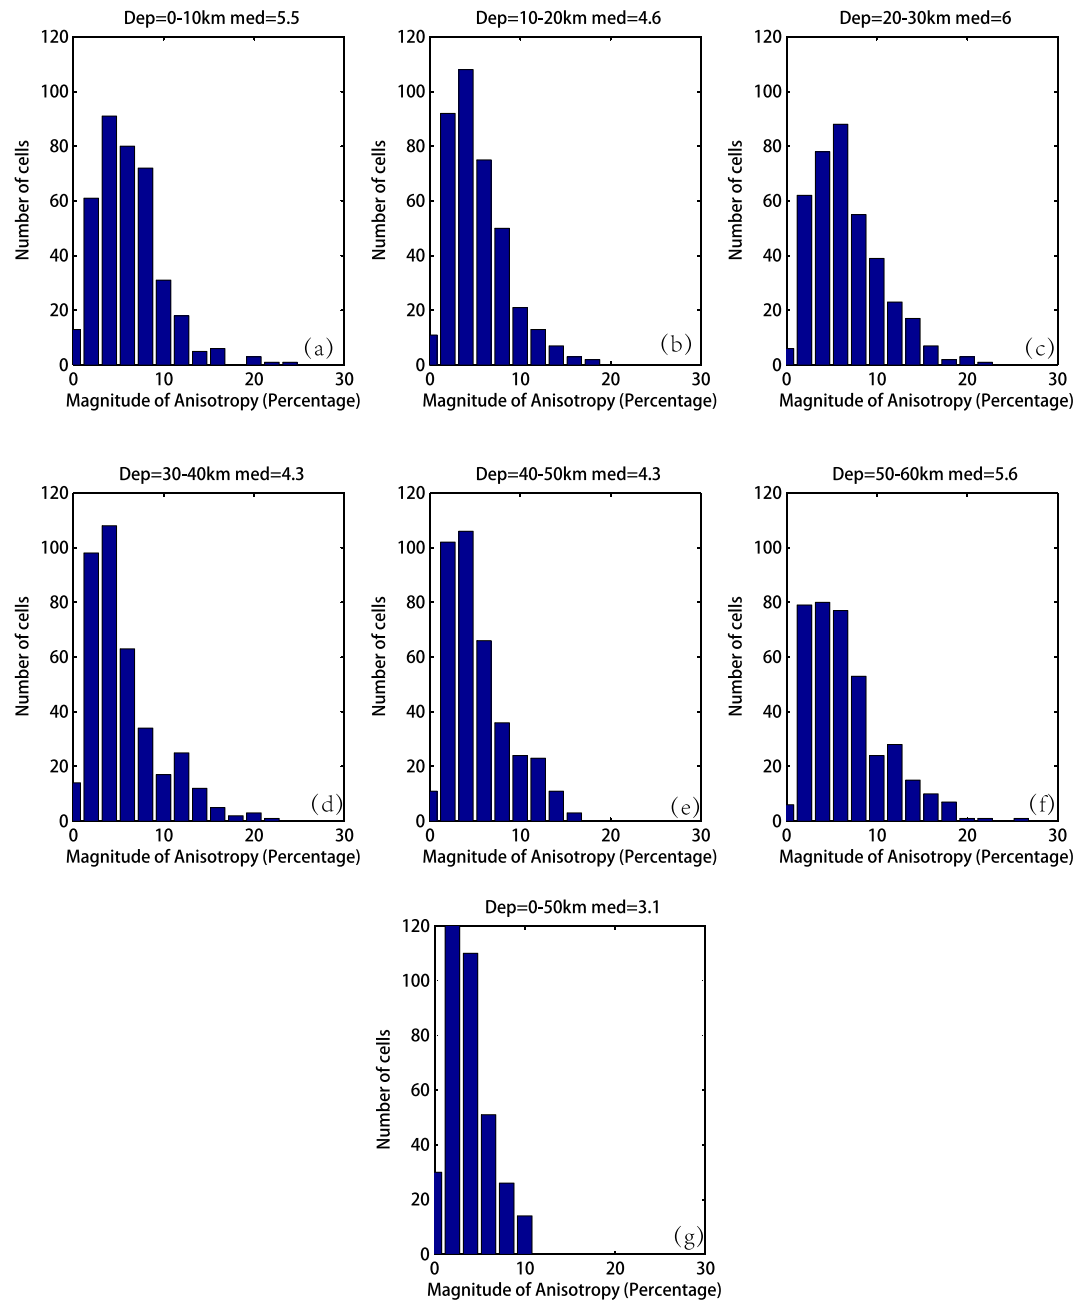 Dep=0-10km med=5.5
120
100
80
60
40
20
0
Number of cells
(a)
0 10 20 30
Magnitude of Anisotropy (Percentage)
Dep=10-20km med=4.6
120
100
80
60
40
20
0
Number of cells
(b)
0 10 20 30
Magnitude of Anisotropy (Percentage)
Dep=20-30km med=6
120
100
80
60
40
20
0
Number of cells
(c)
0 10 20 30
Magnitude of Anisotropy (Percentage)
Dep=30-40km med=4.3
120
100
80
60
40
20
0
Number of cells
(d)
0 10 20 30
Magnitude of Anisotropy (Percentage)
Dep=40-50km med=4.3
120
100
80
60
40
20
0
Number of cells
(e)
0 10 20 30
Magnitude of Anisotropy (Percentage)
Dep=50-60km med=5.6
120
100
80
60
40
20
0
Number of cells
(f)
0 10 20 30
Magnitude of Anisotropy (Percentage)
Dep=0-50km med=3.1
120
100
80
60
40
20
0
Number of cells
(g)
0 10 20 30
Magnitude of Anisotropy (Percentage)